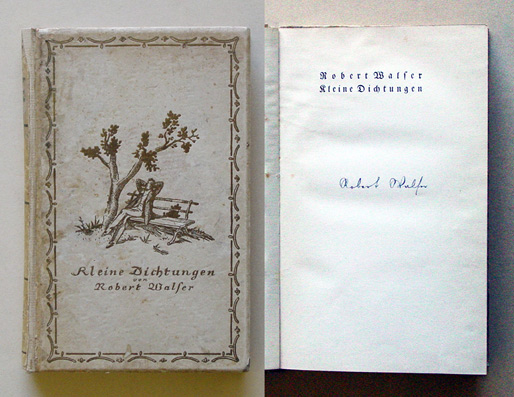 Kleine Dichtungen
von
Robert Walser
Robert Walser
Kleine Dichtungen
Robert Walser